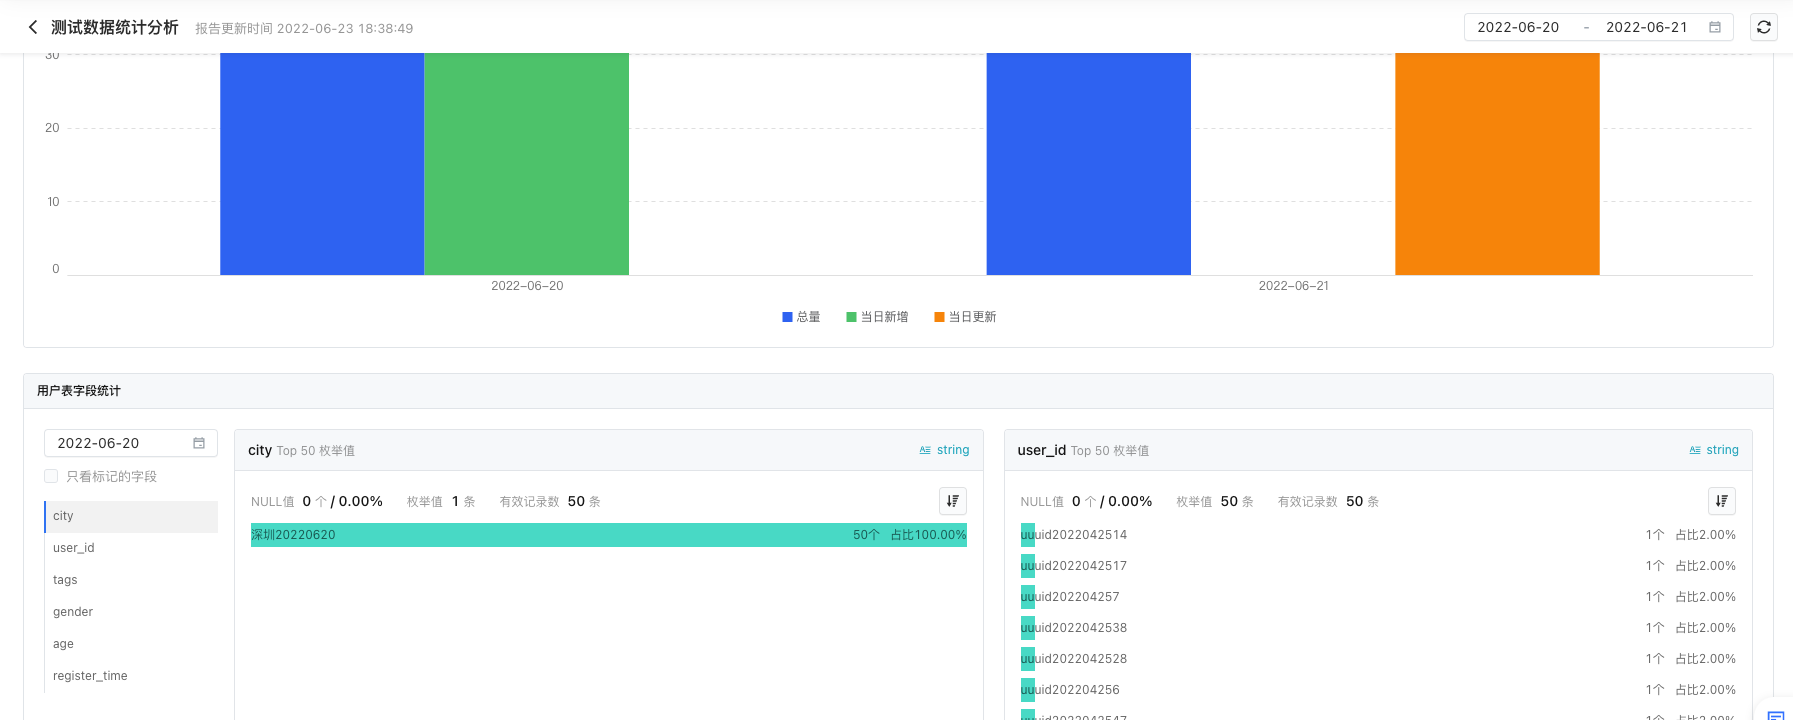 测试数据统计分析 报告更新时间 2022-06-23 18:38:49 2022-06-20 - 2022-06-21
30
20
10
0
2022-06-20 2022-06-21
总量 当日新增 当日更新
用户表字段统计
2022-06-20
只看标记的字段
city
user_id
tags
gender
age
register_time
city Top 50 枚举值 string
NULL值 0 个 / 0.00% 枚举值 1 条 有效记录数 50 条
深圳20220620 50个 占比100.00%
user_id Top 50 枚举值 string
NULL值 0 个 / 0.00% 枚举值 50 条 有效记录数 50 条
uuuid2022042514 1个 占比2.00%
uuuid2022042517 1个 占比2.00%
uuuid202204257 1个 占比2.00%
uuuid2022042538 1个 占比2.00%
uuuid2022042528 1个 占比2.00%
uuuid202204256 1个 占比2.00%
uuuid2022042547 1个 占比2.00%